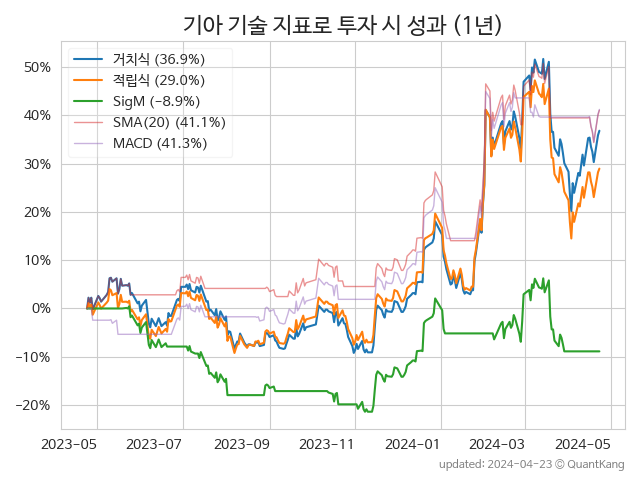 기아 기술 지표로 투자 시 성과 (1년)
거치식 (36.9%)
적립식 (29.0%)
SigM (−8.9%)
SMA(20) (41.1%)
MACD (41.3%)
50%
40%
30%
20%
10%
0%
−10%
−20%
2023−05 2023−07 2023−09 2023−11 2024−01 2024−03 2024−05
updated: 2024−04−23 ⓒ QuantKang